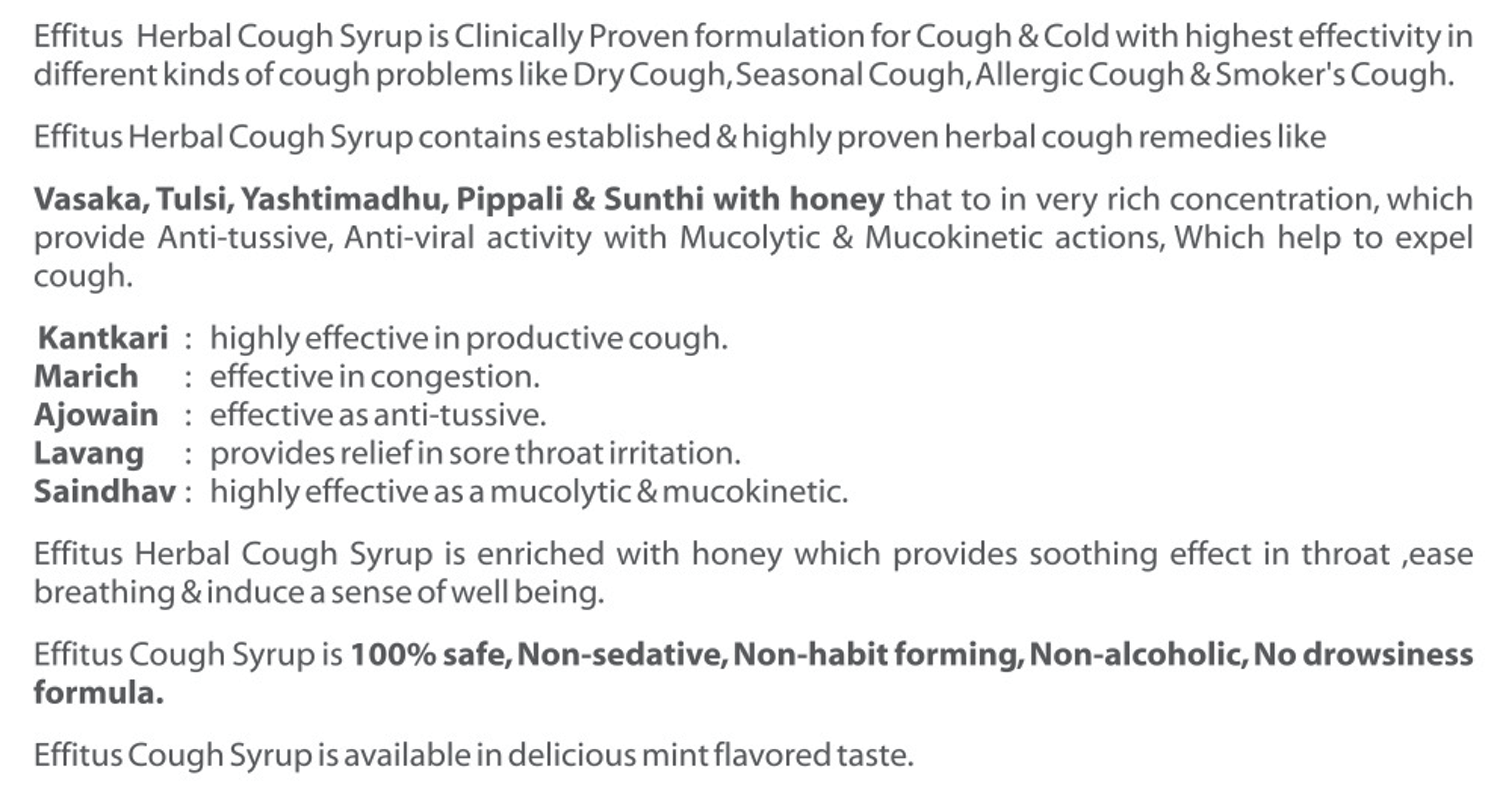 Effitus Herbal Cough Syrup is Clinically Proven formulation for Cough & Cold with highest effectivity in
different kinds of cough problems like Dry Cough, Seasonal Cough, Allergic Cough & Smoker's Cough.
Effitus Herbal Cough Syrup contains established & highly proven herbal cough remedies like
Vasaka, Tulsi, Yashtimadhu, Pippali & Sunthi with honey that to in very rich concentration, which
provide Anti-tussive, Anti-viral activity with Mucolytic & Mucokinetic actions, Which help to expel
cough.
Kantkari : highly effective in productive cough.
Marich : effective in congestion.
Ajowain : effective as anti-tussive.
Lavang : provides relief in sore throat irritation.
Saindhav : highly effective as a mucolytic & mucokinetic.
Effitus Herbal Cough Syrup is enriched with honey which provides soothing effect in throat ,ease
breathing & induce a sense of well being.
Effitus Cough Syrup is 100% safe, Non-sedative, Non-habit forming, Non-alcoholic, No drowsiness
formula.
Effitus Cough Syrup is available in delicious mint flavored taste.